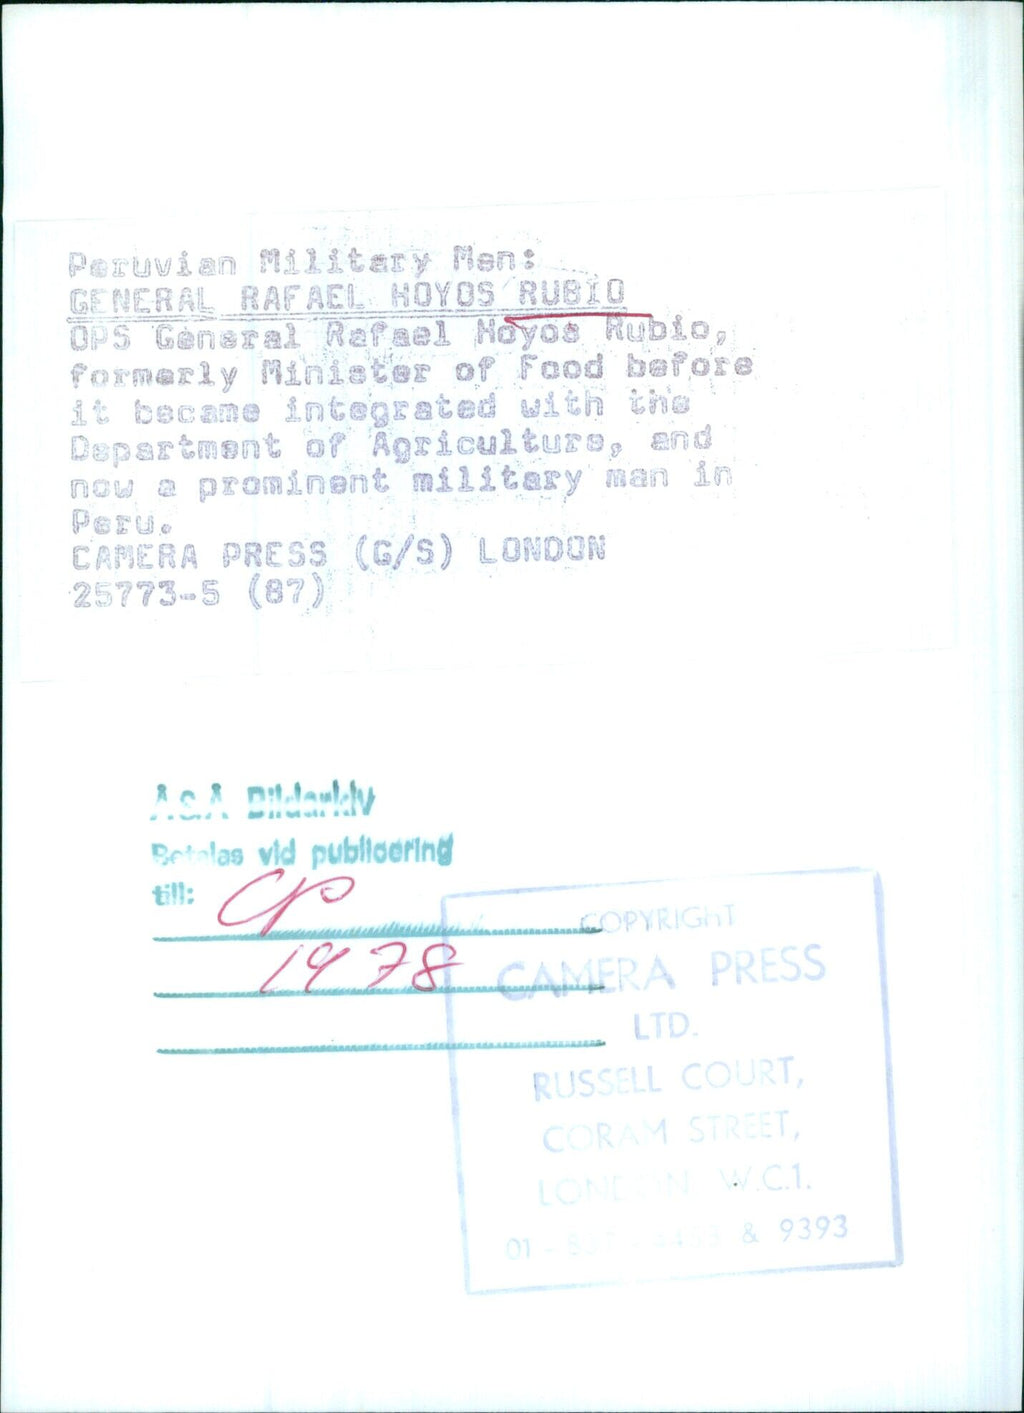 Peruvian Military Men:
GENERAL RAFAEL HOYOS RUBIO
OPS General Rafael Hoyos Rubio,
formerly Minister of Food before
it became integrated with the
Department of Agriculture, and
now a prominent military man in
Peru.
CAMERA PRESS (G/S) LONDON
25773-5 (87)
Å&Å Bildarkiv
Betalas vid publicering
till:
CP
1978
COPYRIGhT
CAMERA PRESS
LTD.
RUSSELL COURT,
CORAM STREET,
LONDON W.C.1.
01 - & 9393